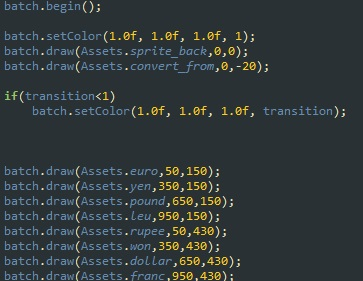 batch.begin();
batch.setColor(1.0f, 1.0f, 1.0f, 1);
batch.draw(Assets.sprite_back,0,0);
batch.draw(Assets.convert_from,0,-20);
if(transition<1)
batch.setColor(1.0f, 1.0f, 1.0f, transition);
batch.draw(Assets.euro,50,150);
batch.draw(Assets.yen,350,150);
batch.draw(Assets.pound,650,150);
batch.draw(Assets.leu,950,150);
batch.draw(Assets.rupee,50,430);
batch.draw(Assets.won,350,430);
batch.draw(Assets.dollar,650,430);
batch.draw(Assets.franc,950,430);